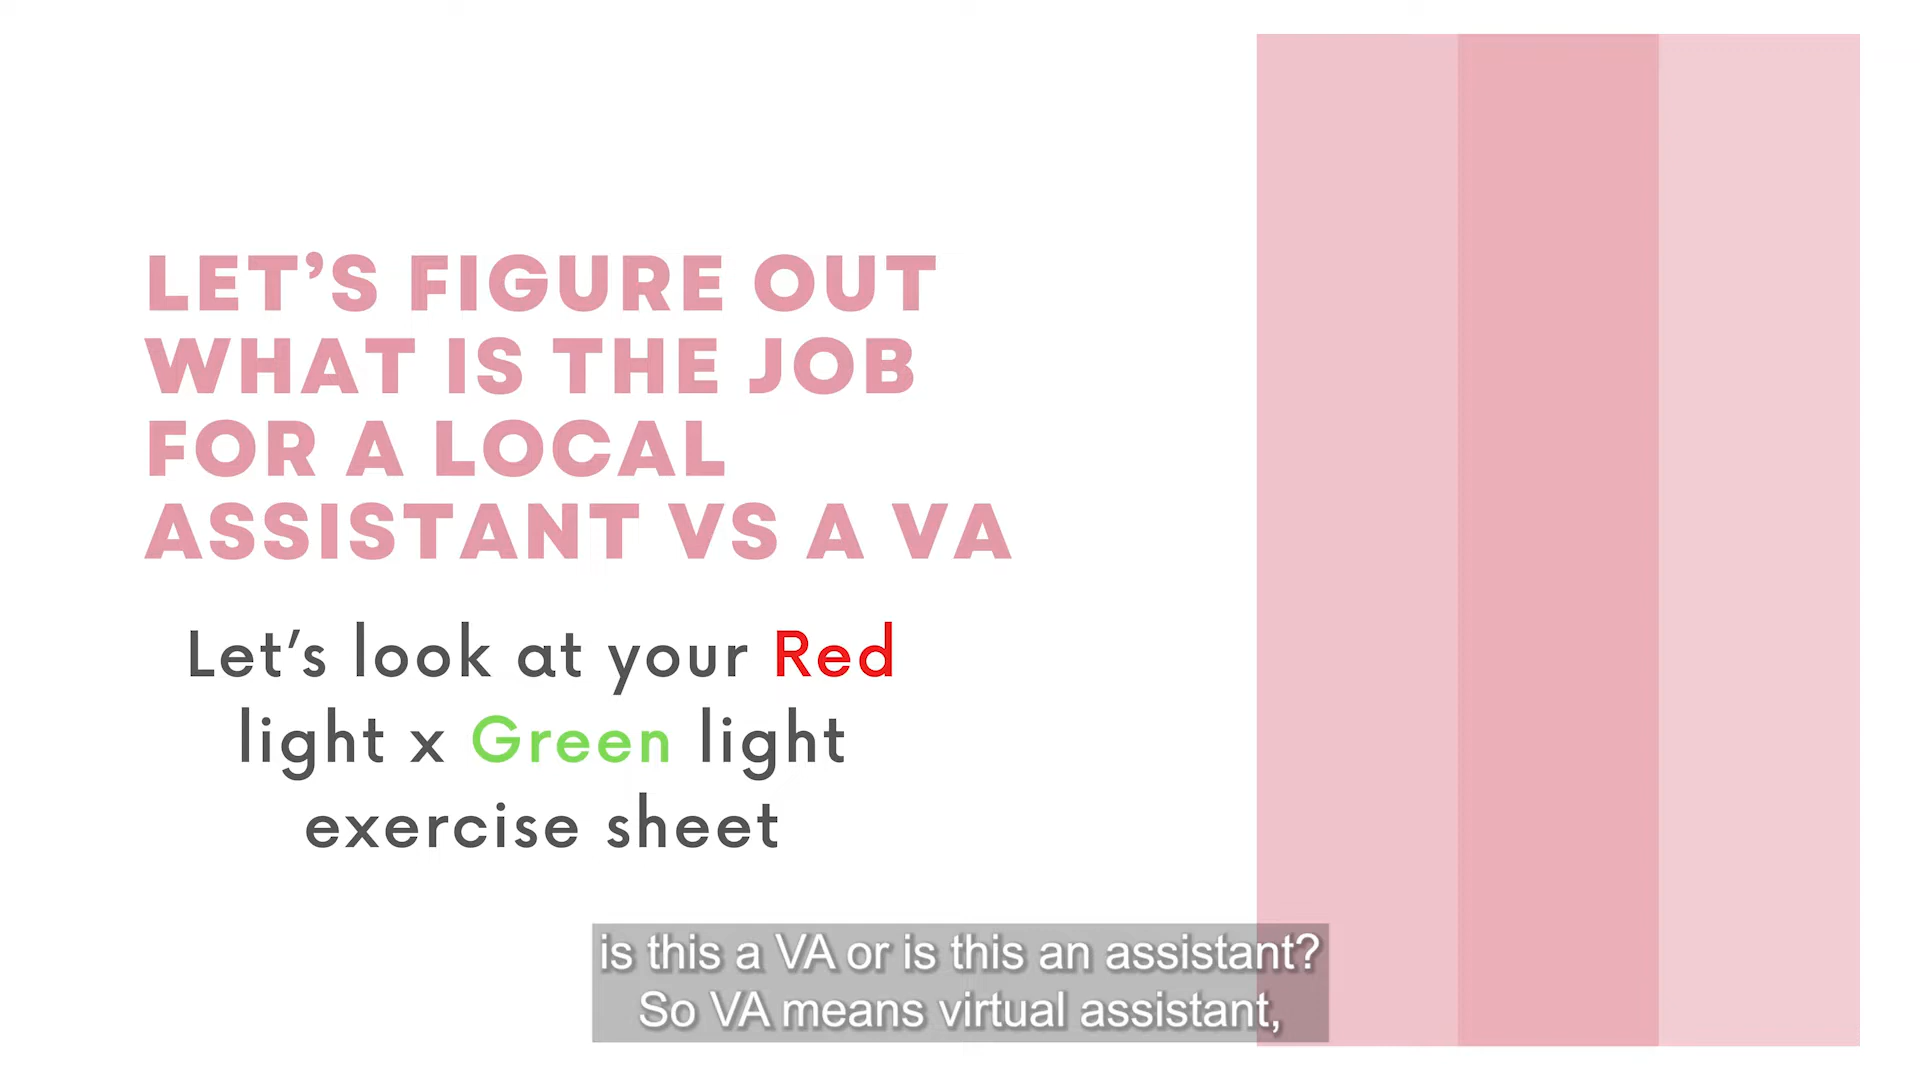 LET’S FIGURE OUT
WHAT IS THE JOB
FOR A LOCAL
ASSISTANT VS A VA
Let’s look at your Red
light x Green light
exercise sheet
is this a VA or is this an assistant?
So VA means virtual assistant,